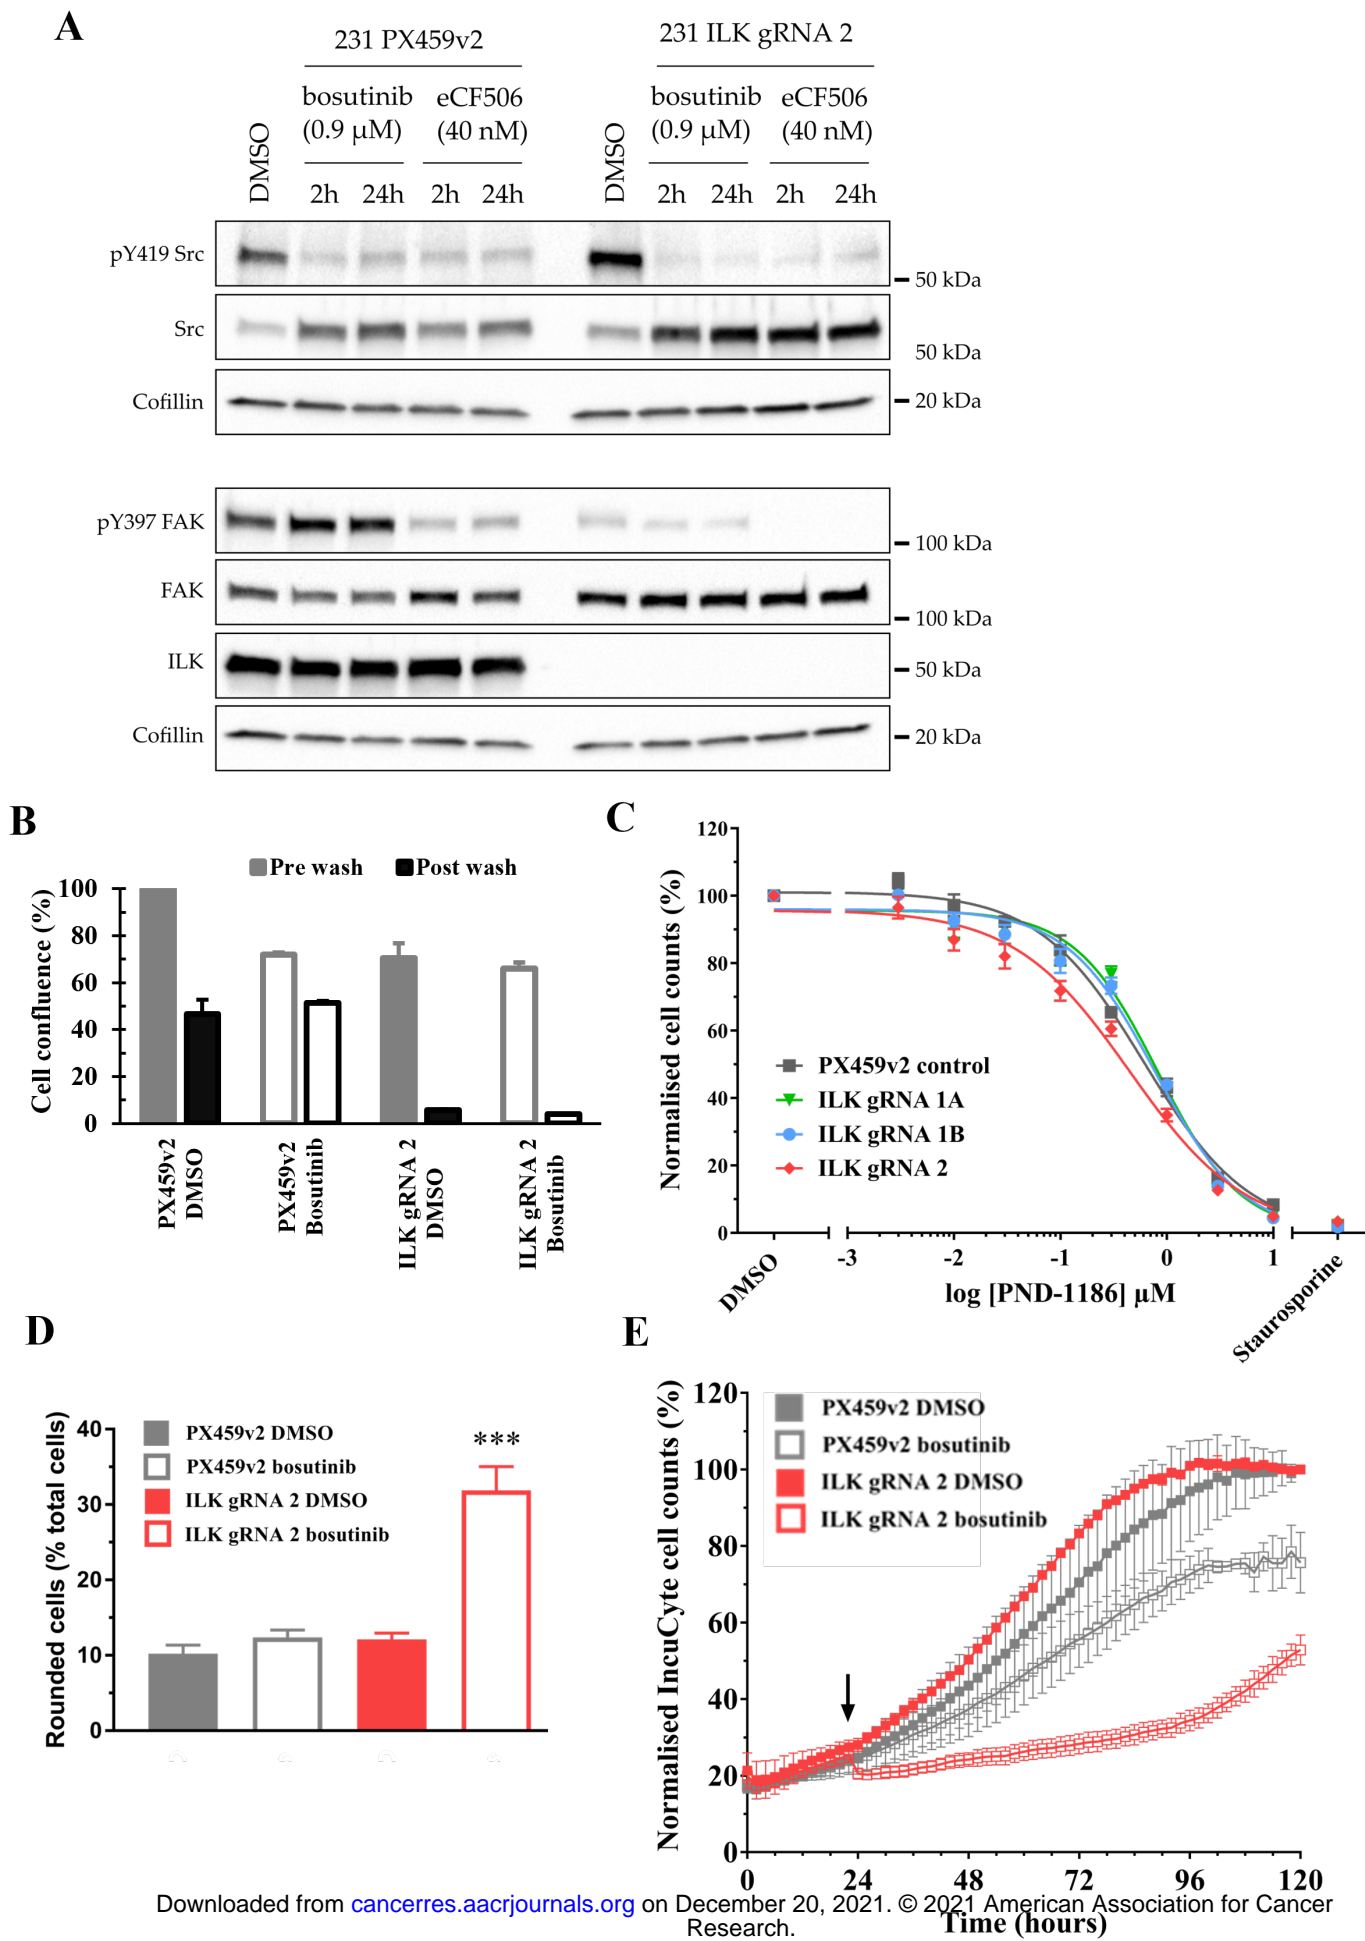 A
231 PX459v2
231 ILK gRNA 2
bosutinib
(0.9 µM)
eCF506
(40 nM)
bosutinib
(0.9 µM)
eCF506
(40 nM)
DMSO
2h
24h
2h
24h
DMSO
2h
24h
2h
24h
pY419 Src
50 kDa
Src
50 kDa
Cofillin
20 kDa
pY397 FAK
100 kDa
FAK
100 kDa
ILK
50 kDa
Cofillin
20 kDa
B
Pre wash
Post wash
Cell confluence (%)
100
80
60
40
20
0
PX459v2
DMSO
PX459v2
Bosutinib
ILK gRNA 2
DMSO
ILK gRNA 2
Bosutinib
C
Normalised cell counts (%)
120
100
80
60
40
20
0
PX459v2 control
ILK gRNA 1A
ILK gRNA 1B
ILK gRNA 2
DMSO
-3
-2
-1
0
1
Staurosporine
log [PND-1186] µM
D
Rounded cells (% total cells)
40
30
20
10
0
PX459v2 DMSO
PX459v2 bosutinib
ILK gRNA 2 DMSO
ILK gRNA 2 bosutinib
***
E
Normalised IncuCyte cell counts (%)
120
100
80
60
40
20
0
PX459v2 DMSO
PX459v2 bosutinib
ILK gRNA 2 DMSO
ILK gRNA 2 bosutinib
0
24
48
72
96
120
Time (hours)
Downloaded from cancerres.aacrjournals.org on December 20, 2021. © 2021 American Association for Cancer
Research.